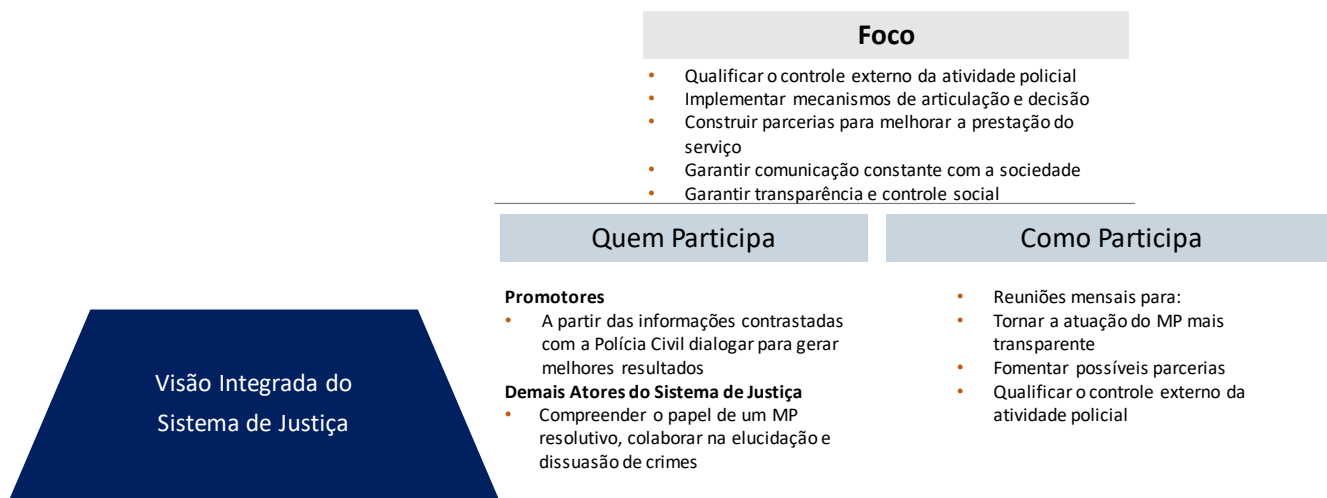 Foco
• Qualificar o controle externo da atividade policial
• Implementar mecanismos de articulação e decisão
• Construir parcerias para melhorar a prestação do
serviço
• Garantir comunicação constante com a sociedade
• Garantir transparência e controle social
Quem Participa
Promotores
• A partir das informações contrastadas
com a Polícia Civil dialogar para gerar
melhores resultados
Demais Atores do Sistema de Justiça
• Compreender o papel de um MP
resolutivo, colaborar na elucidação e
dissuasão de crimes
Como Participa
• Reuniões mensais para:
• Tornar a atuação do MP mais
transparente
• Fomentar possíveis parcerias
• Qualificar o controle externo da
atividade policial
Visão Integrada do
Sistema de Justiça